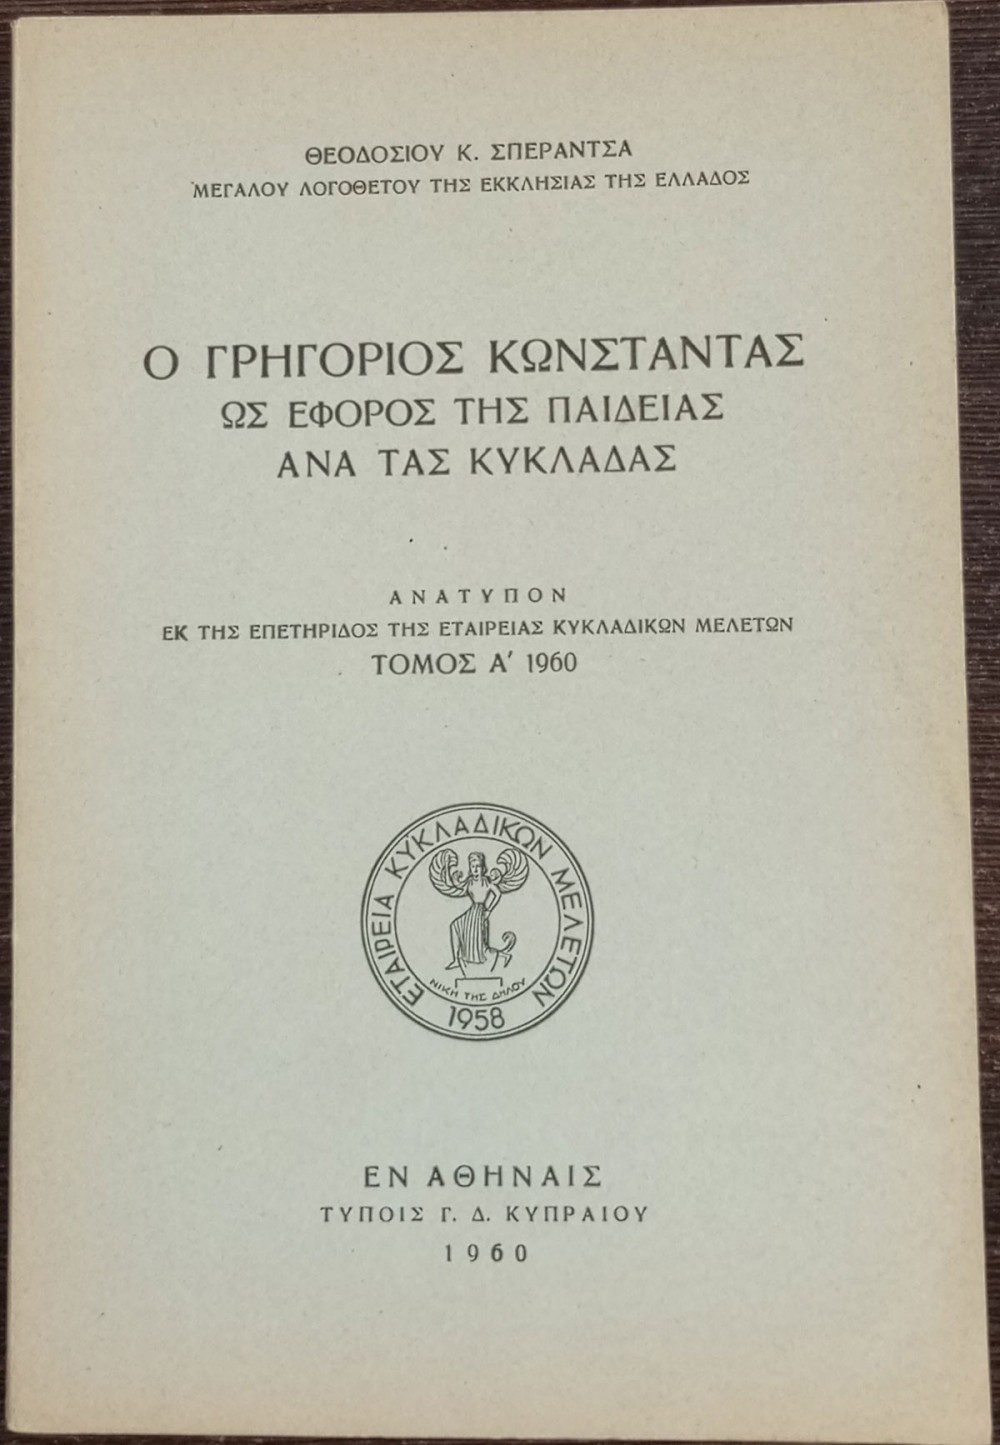 ΘΕΟΔΟΣΙΟΥ Κ. ΣΠΕΡΑΝΤΣΑ
ΜΕΓΑΛΟΥ ΛΟΓΟΘΕΤΟΥ ΤΗΣ ΕΚΚΛΗΣΙΑΣ ΤΗΣ ΕΛΛΑΔΟΣ
Ο ΓΡΗΓΟΡΙΟΣ ΚΩΝΣΤΑΝΤΑΣ
ΩΣ ΕΦΟΡΟΣ ΤΗΣ ΠΑΙΔΕΙΑΣ
ΑΝΑ ΤΑΣ ΚΥΚΛΑΔΑΣ
ΑΝΑΤΥΠΟΝ
ΕΚ ΤΗΣ ΕΠΕΤΗΡΙΔΟΣ ΤΗΣ ΕΤΑΙΡΕΙΑΣ ΚΥΚΛΑΔΙΚΩΝ ΜΕΛΕΤΩΝ
ΤΟΜΟΣ Α′ 1960
ΕΤΑΙΡΕΙΑ ΚΥΚΛΑΔΙΚΩΝ ΜΕΛΕΤΩΝ
ΝΙΚΗ ΤΗΣ ΔΗΛΟΥ
1958
ΕΝ ΑΘΗΝΑΙΣ
ΤΥΠΟΙΣ Γ. Δ. ΚΥΠΡΑΙΟΥ
1960